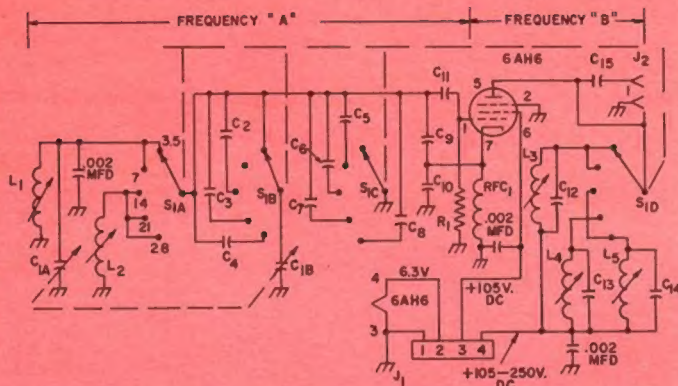 FREQUENCY "A"
FREQUENCY "B"
6AH6
J2
C15
C11
5
2
1
1
6
7
3.5
C2
C5
C9
L1
.002
MFD
7
C6
L3
S1A
S1B
S1C
C10
RFC1
C12
S1D
14
C3
C7
21
R1
C8
28
.002
MFD
L2
C4
C1A
C1B
4
6.3V
L4
L5
6AH6
+105V.
DC
C13
C14
3
1
2
3
4
.002
MFD
J1
+105-250V.
DC